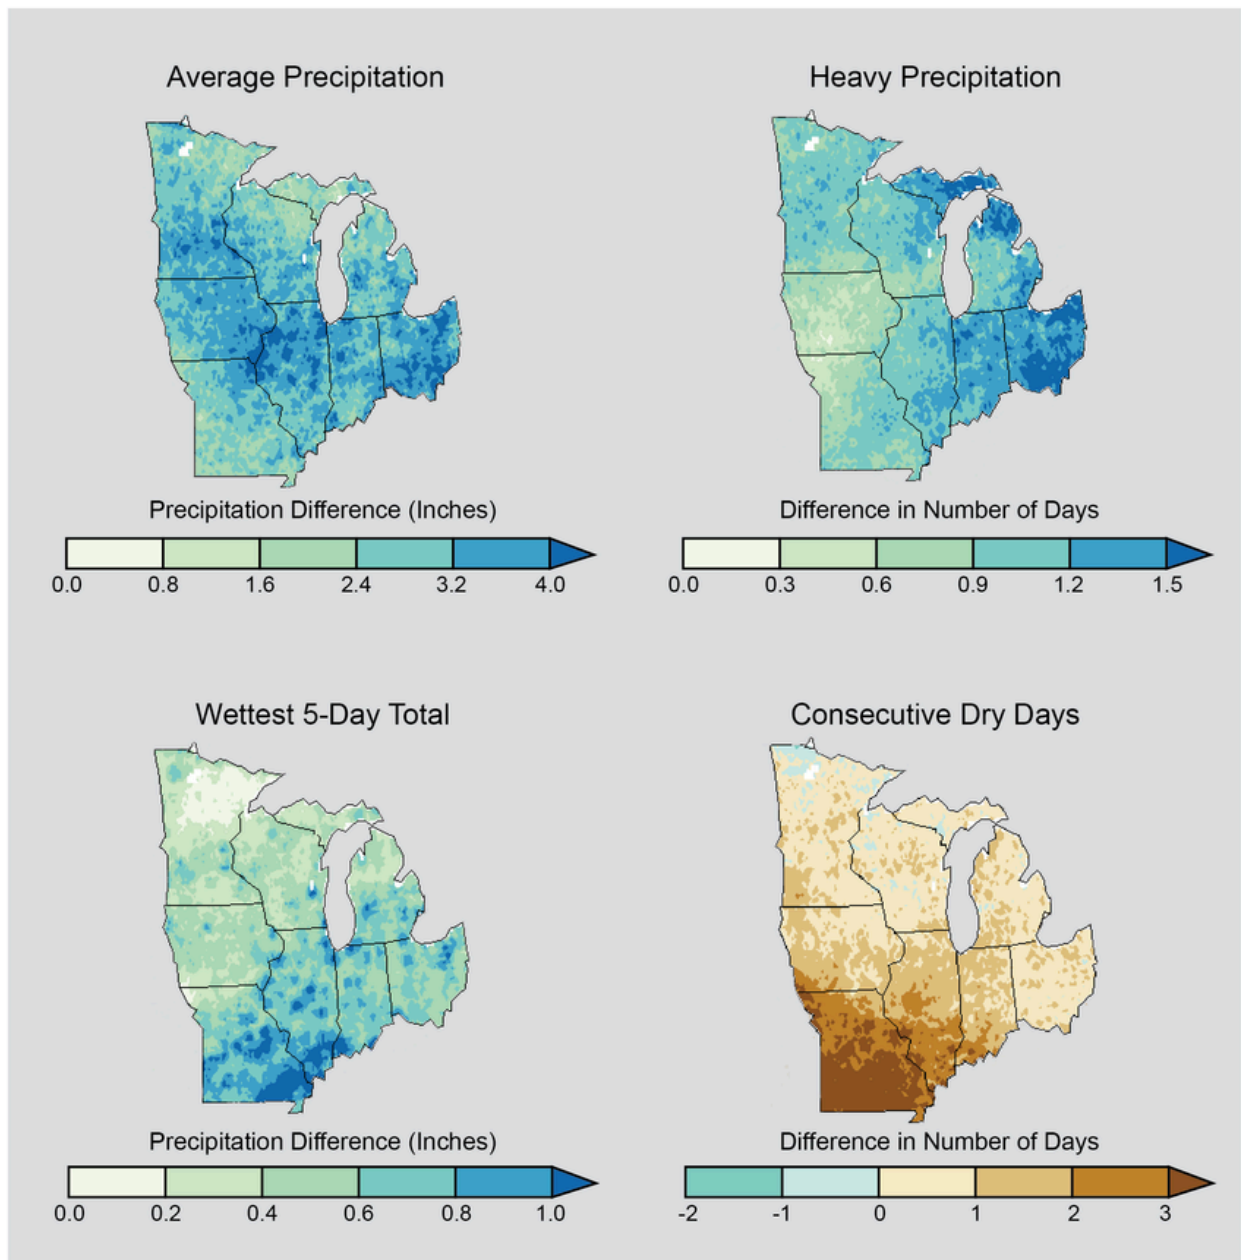 Average Precipitation
Heavy Precipitation
Precipitation Difference (Inches)
0.0 0.8 1.6 2.4 3.2 4.0
Difference in Number of Days
0.0 0.3 0.6 0.9 1.2 1.5
Wettest 5-Day Total
Consecutive Dry Days
Precipitation Difference (Inches)
0.0 0.2 0.4 0.6 0.8 1.0
Difference in Number of Days
-2 -1 0 1 2 3